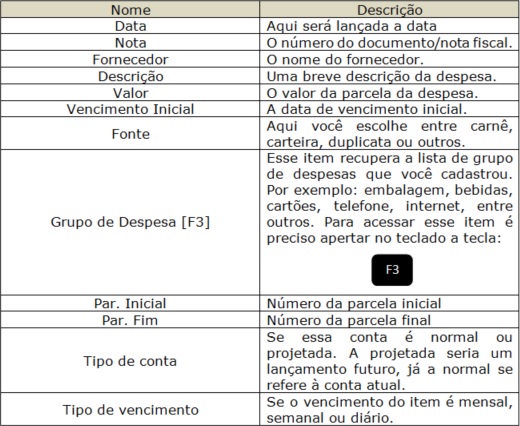 Nome Descrição
Data Aqui será lançada a data
Nota O número do documento/nota fiscal.
Fornecedor O nome do fornecedor.
Descrição Uma breve descrição da despesa.
Valor O valor da parcela da despesa.
Vencimento Inicial A data de vencimento inicial.
Fonte Aqui você escolhe entre carnê,
carteira, duplicata ou outros.
Grupo de Despesa [F3] Esse item recupera a lista de grupo
de despesas que você cadastrou.
Por exemplo: embalagem, bebidas,
cartões, telefone, internet, entre
outros. Para acessar esse item é
preciso apertar no teclado a tecla:
F3
Par. Inicial Número da parcela inicial
Par. Fim Número da parcela final
Tipo de conta Se essa conta é normal ou
projetada. A projetada seria um
lançamento futuro, já a normal se
refere à conta atual.
Tipo de vencimento Se o vencimento do item é mensal,
semanal ou diário.